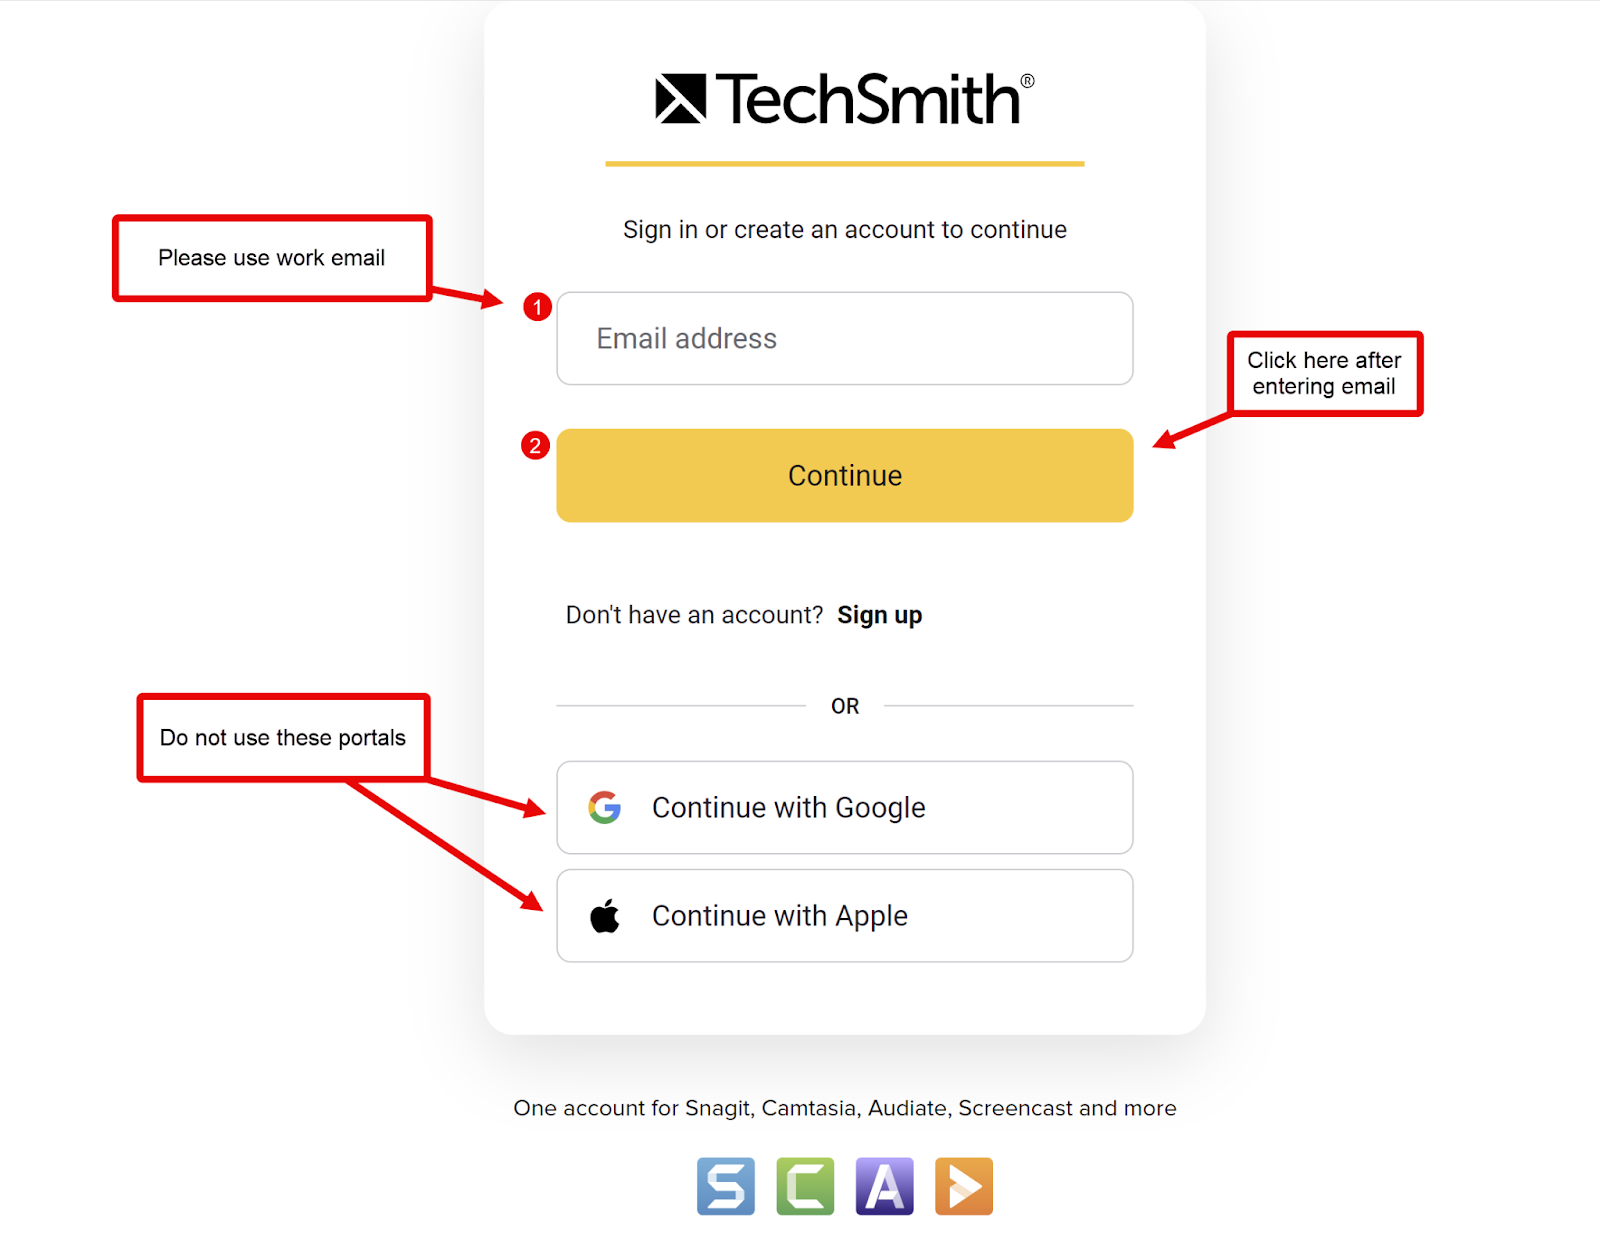 TechSmith®
Sign in or create an account to continue
Please use work email
1
Email address
Click here after
entering email
2
Continue
Don't have an account? Sign up
OR
Do not use these portals
Continue with Google
Continue with Apple
One account for Snagit, Camtasia, Audiate, Screencast and more
S C A